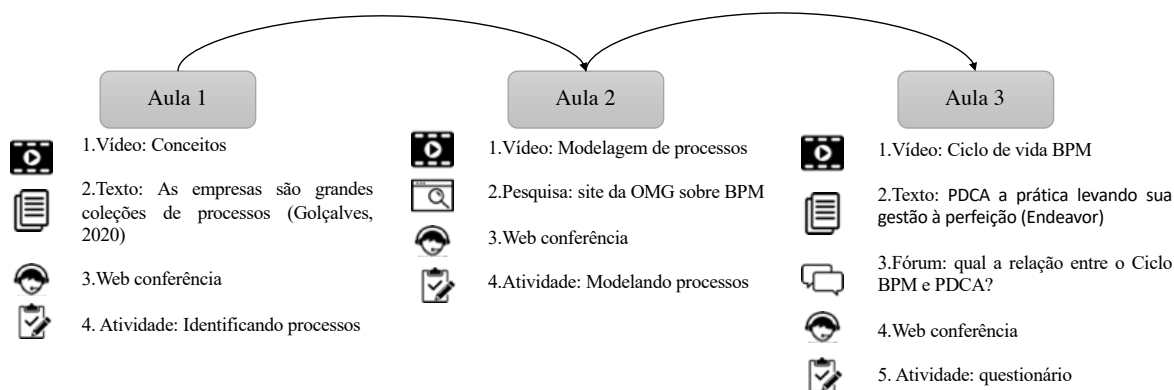 Aula 1
1.Vídeo: Conceitos
2.Texto: As empresas são grandes
coleções de processos (Golçalves,
2020)
3.Web conferência
4. Atividade: Identificando processos
Aula 2
1.Vídeo: Modelagem de processos
2.Pesquisa: site da OMG sobre BPM
3.Web conferência
4.Atividade: Modelando processos
Aula 3
1.Vídeo: Ciclo de vida BPM
2.Texto: PDCA a prática levando sua
gestão à perfeição (Endeavor)
3.Fórum: qual a relação entre o Ciclo
BPM e PDCA?
4.Web conferência
5. Atividade: questionário